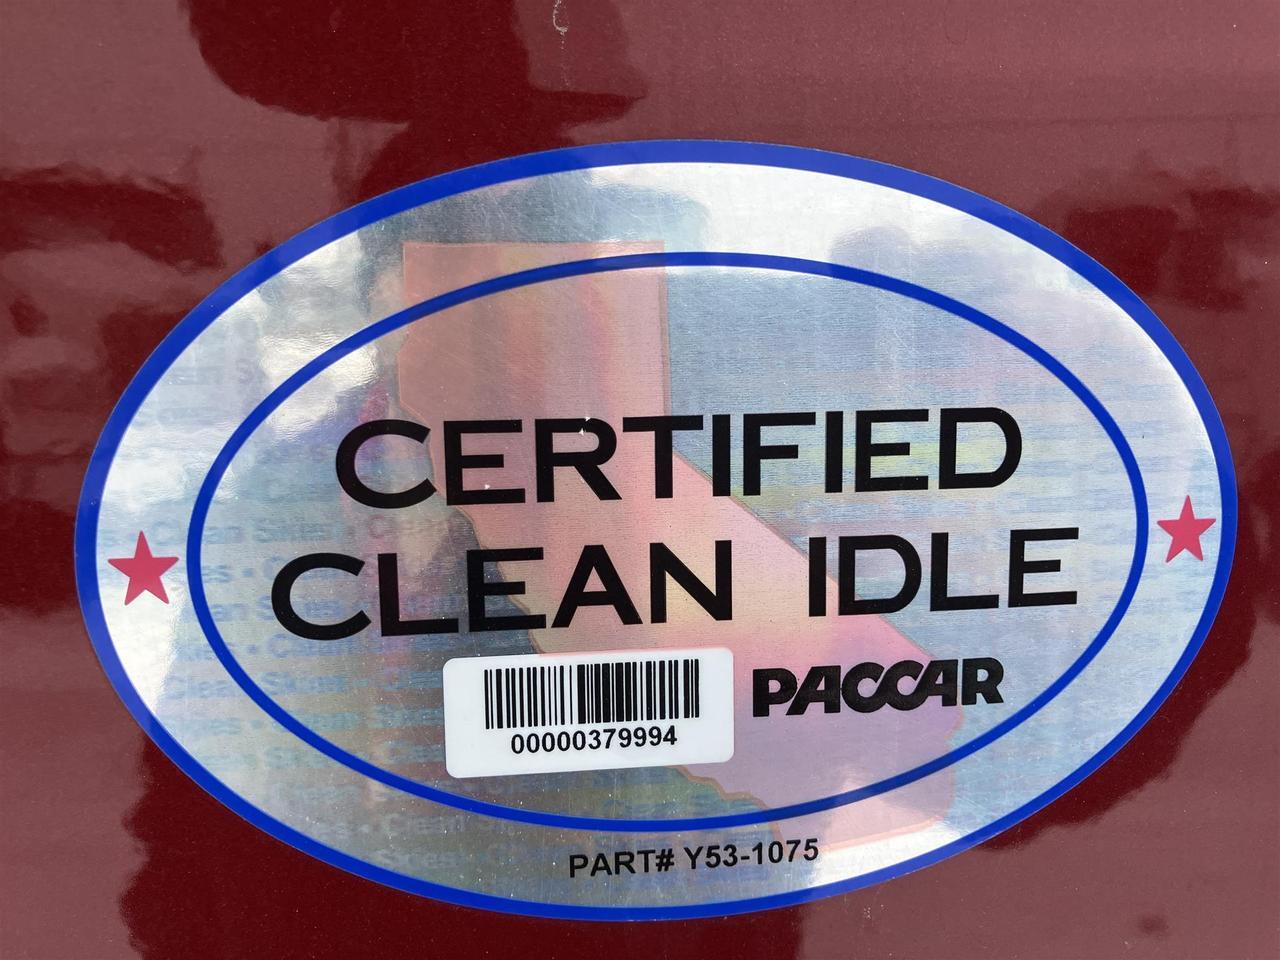 CERTIFIED
CLEAN IDLE
PACCAR
00000379994
PART# Y53-1075